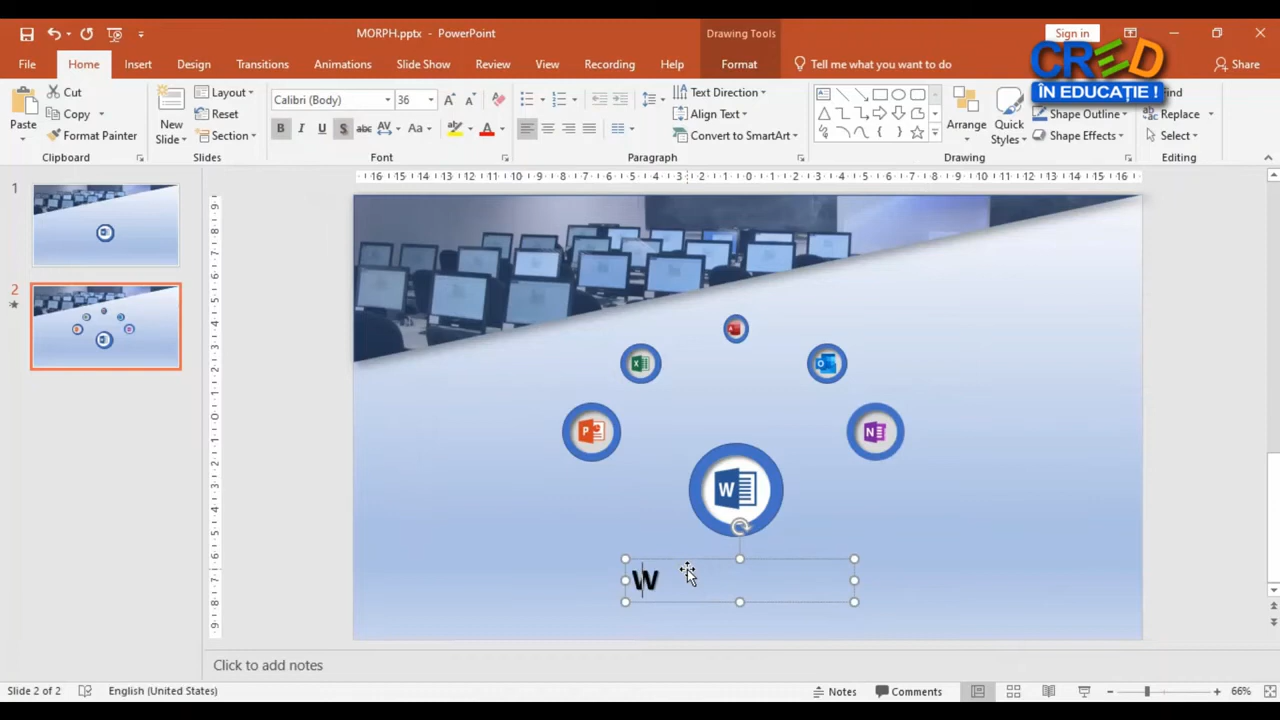 MORPH.pptx - PowerPoint
Drawing Tools
Sign in
File
Home
Insert
Design
Transitions
Animations
Slide Show
Review
View
Recording
Help
Format
Tell me what you want to do
Share
CRED
ÎN EDUCAȚIE !
Paste
Cut
Copy
Format Painter
Clipboard
New
Slide
Layout
Reset
Section
Slides
Calibri (Body)
36
Font
Text Direction
Align Text
Convert to SmartArt
Paragraph
Arrange
Quick
Styles
Shape Outline
Shape Effects
Drawing
Find
Replace
Select
Editing
1
2
W
P
X
O
N
W
Click to add notes
Slide 2 of 2
English (United States)
Notes
Comments
66%